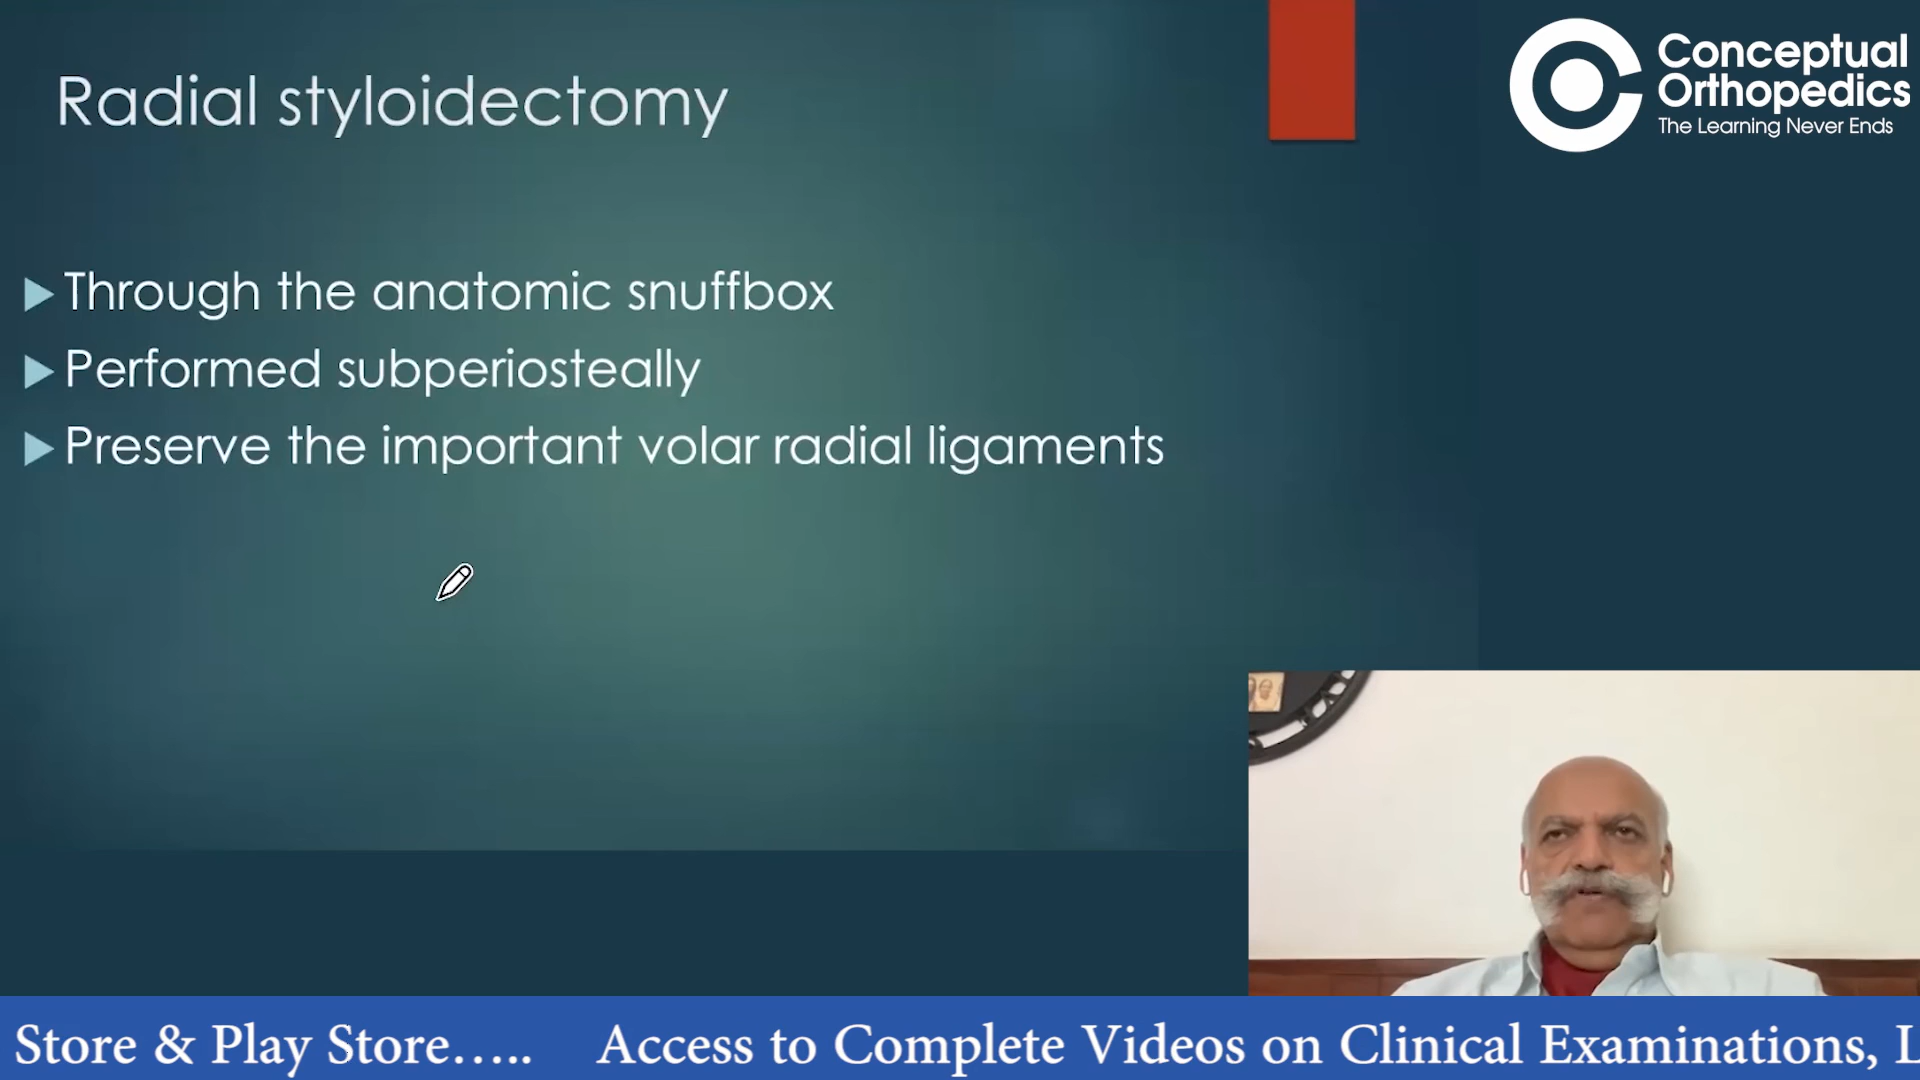 Radial styloidectomy
Conceptual
Orthopedics
The Learning Never Ends
Through the anatomic snuffbox
Performed subperiosteally
Preserve the important volar radial ligaments
Store & Play Store..... Access to Complete Videos on Clinical Examinations, L